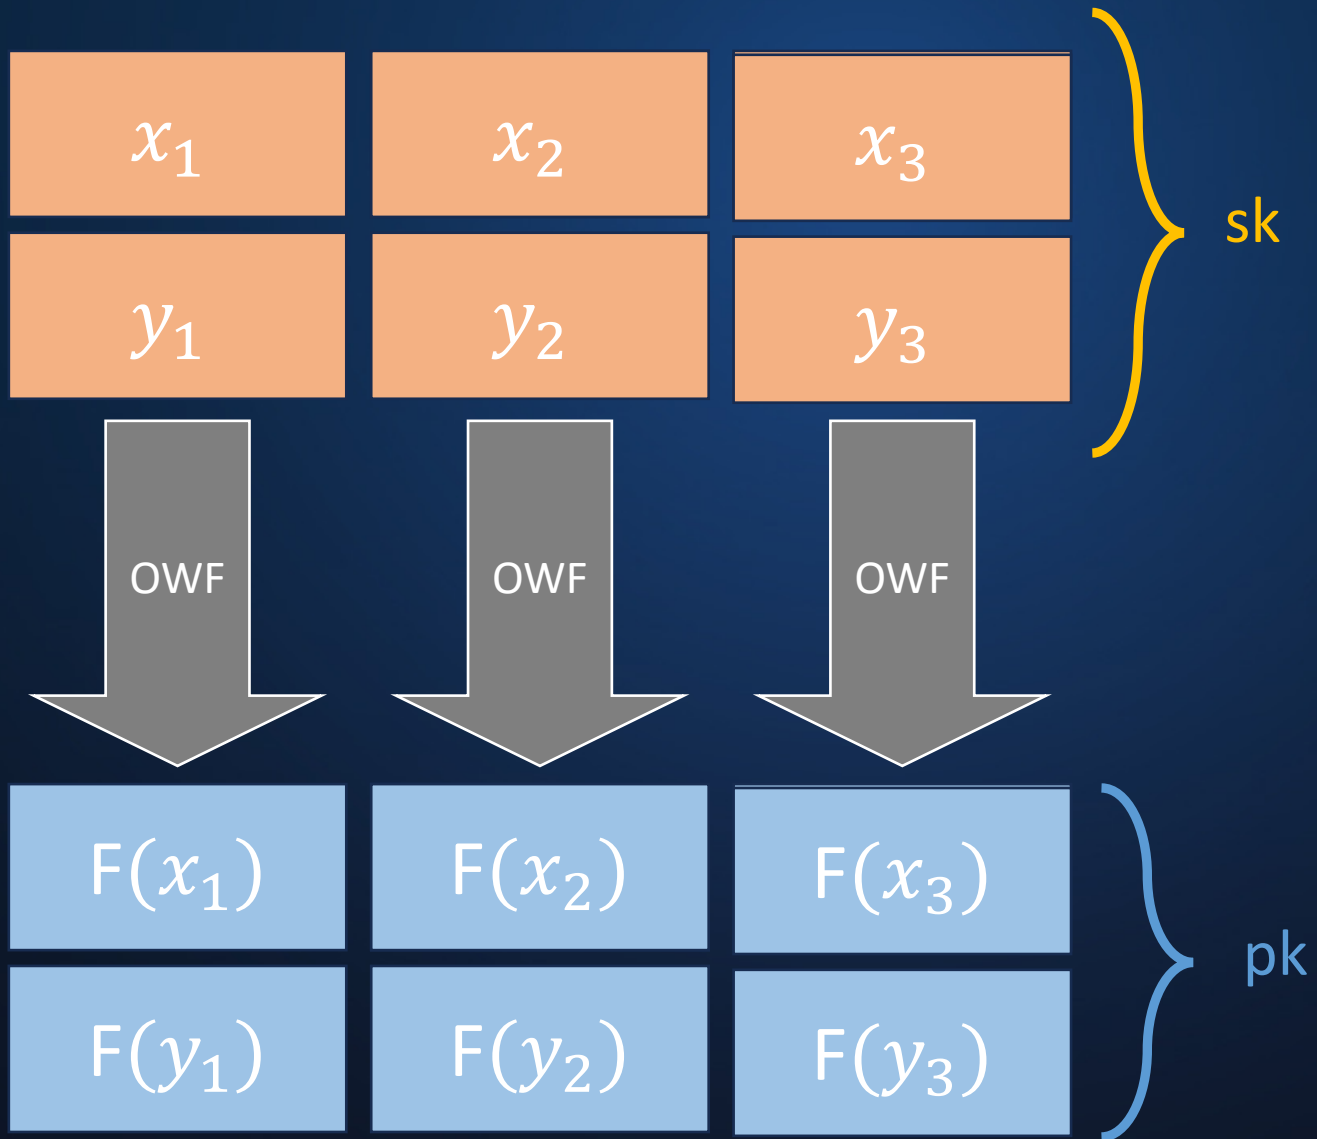 x₁ x₂ x₃
sk
y₁ y₂ y₃
OWF OWF OWF
F(x₁) F(x₂) F(x₃)
pk
F(y₁) F(y₂) F(y₃)